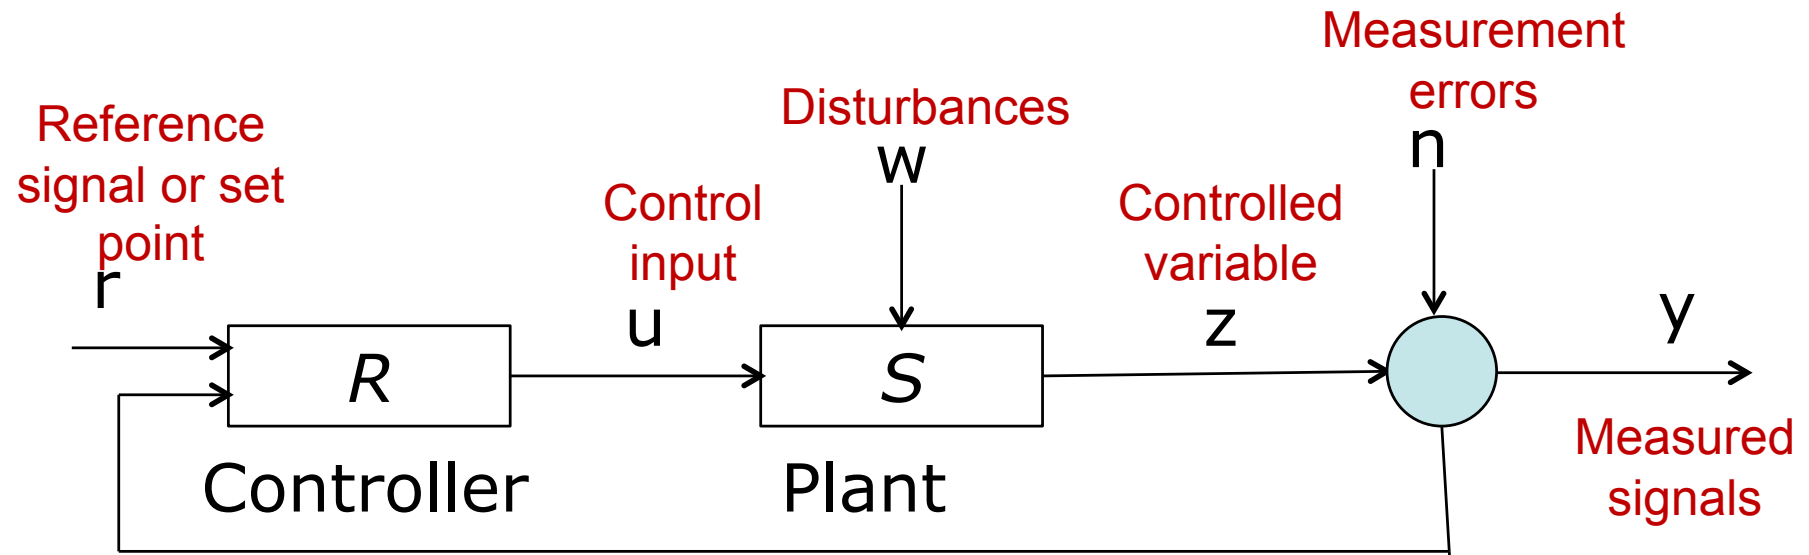 Measurement
errors
n
Disturbances
w
Reference
signal or set
point
r
Control
input
u
Controlled
variable
z
y
R
S
Controller
Plant
Measured
signals